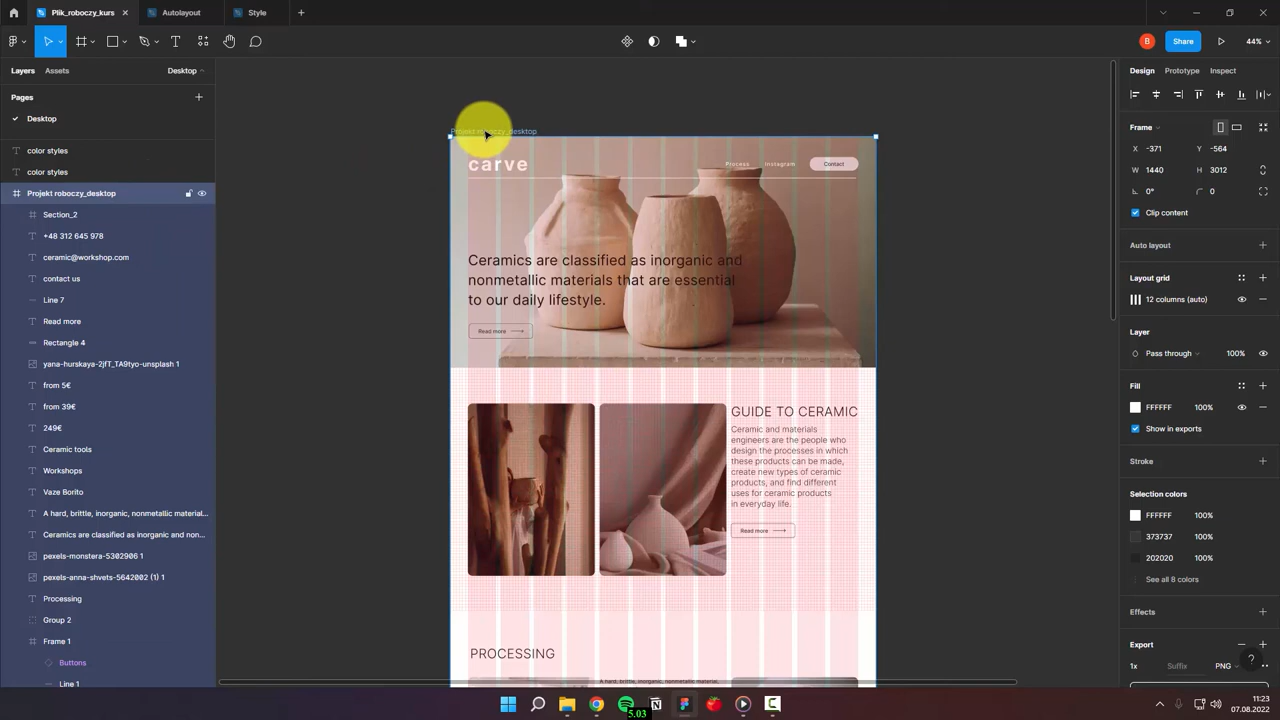 Plik_roboczy_kurs
Autolayout
Style
B
Share
44%
Layers
Assets
Desktop
Pages
Desktop
color styles
color styles
Projekt roboczy_desktop
Section_2
+48 312 645 978
ceramic@workshop.com
contact us
Line 7
Read more
Rectangle 4
yana-hurskaya-2jfT_TA9tyo-unsplash 1
from 5€
from 39€
249€
Ceramic tools
Workshops
Vaze Borito
A hard, brittle, inorganic, nonmetallic material...
Ceramics are classified as inorganic and non...
pexels-monstera-5302906 1
pexels-anna-shvets-5642002 (1) 1
Processing
Group 2
Frame 1
Buttons
Line 1
Projekt roboczy_desktop
carve
Process
Instagram
Contact
Ceramics are classified as inorganic and
nonmetallic materials that are essential
to our daily lifestyle.
Read more
GUIDE TO CERAMIC
Ceramic and materials
engineers are the people who
design the processes in which
these products can be made,
create new types of ceramic
products, and find different
uses for ceramic products
in everyday life.
Read more
PROCESSING
A hard, brittle, inorganic, nonmetallic material,
Design
Prototype
Inspect
Frame
X -371
Y -564
W 1440
H 3012
0°
0
Clip content
Auto layout
Layout grid
12 columns (auto)
Layer
Pass through
100%
Fill
FFFFFF
100%
Show in exports
Stroke
Selection colors
FFFFFF
100%
373737
100%
202020
100%
See all 8 colors
Effects
Export
1x
Suffix
PNG
?
5.03
11:23
07.08.2022